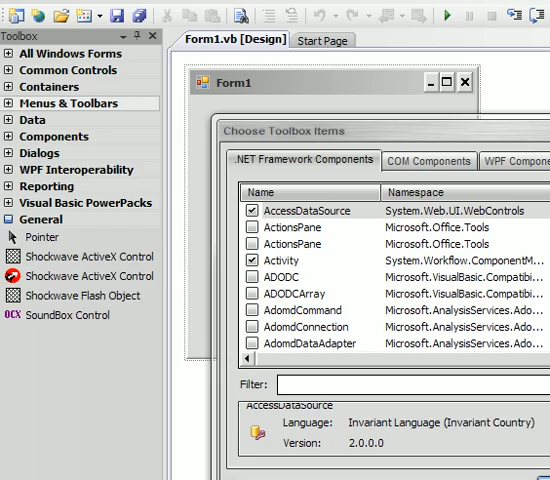 Toolbox
All Windows Forms
Common Controls
Containers
Menus & Toolbars
Data
Components
Dialogs
WPF Interoperability
Reporting
Visual Basic PowerPacks
General
Pointer
Shockwave ActiveX Control
Shockwave ActiveX Control
Shockwave Flash Object
OCX SoundBox Control
Form1.vb [Design] Start Page
Form1
Choose Toolbox Items
.NET Framework Components COM Components WPF Compone
Name Namespace
AccessDataSource System.Web.UI.WebControls
ActionsPane Microsoft.Office.Tools
ActionsPane Microsoft.Office.Tools
Activity System.Workflow.ComponentM...
ADODC Microsoft.VisualBasic.Compatibi...
ADODCArray Microsoft.VisualBasic.Compatibi...
AdomdCommand Microsoft.AnalysisServices.Ado...
AdomdConnection Microsoft.AnalysisServices.Ado...
AdomdDataAdapter Microsoft.AnalysisServices.Ado...
Filter:
AccessDataSource
Language: Invariant Language (Invariant Country)
Version: 2.0.0.0